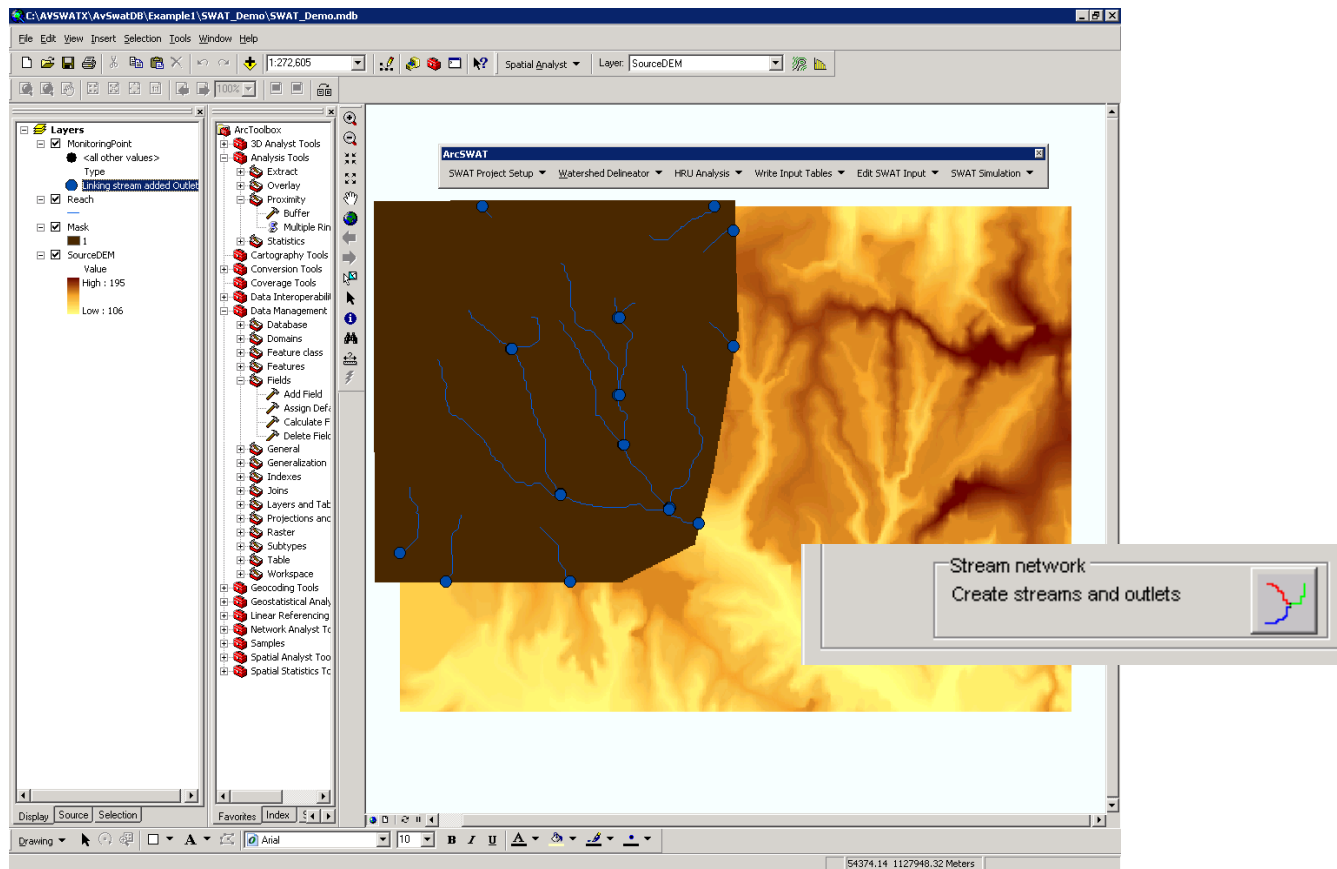 C:\AVSWATX\AvSwatDB\Example1\SWAT_Demo\SWAT_Demo.mdb
File Edit View Insert Selection Tools Window Help
1:272,605
Spatial Analyst
Layer: SourceDEM
100%
Layers
MonitoringPoint
<all other values>
Type
Linking stream added Outlet
Reach
Mask
1
SourceDEM
Value
High : 195
Low : 106
Display Source Selection
ArcToolbox
3D Analyst Tools
Analysis Tools
Extract
Overlay
Proximity
Buffer
Multiple Rin
Statistics
Cartography Tools
Conversion Tools
Coverage Tools
Data Interoperabili
Data Management
Database
Domains
Feature class
Features
Fields
Add Field
Assign Defa
Calculate F
Delete Field
General
Generalization
Indexes
Joins
Layers and Tab
Projections and
Raster
Subtypes
Table
Workspace
Geocoding Tools
Geostatistical Analy
Linear Referencing
Network Analyst To
Samples
Spatial Analyst Too
Spatial Statistics To
Favorites Index S
ArcSWAT
SWAT Project Setup Watershed Delineator HRU Analysis Write Input Tables Edit SWAT Input SWAT Simulation
Stream network
Create streams and outlets
Drawing A Arial 10 B I U A
54374.14 1127948.32 Meters